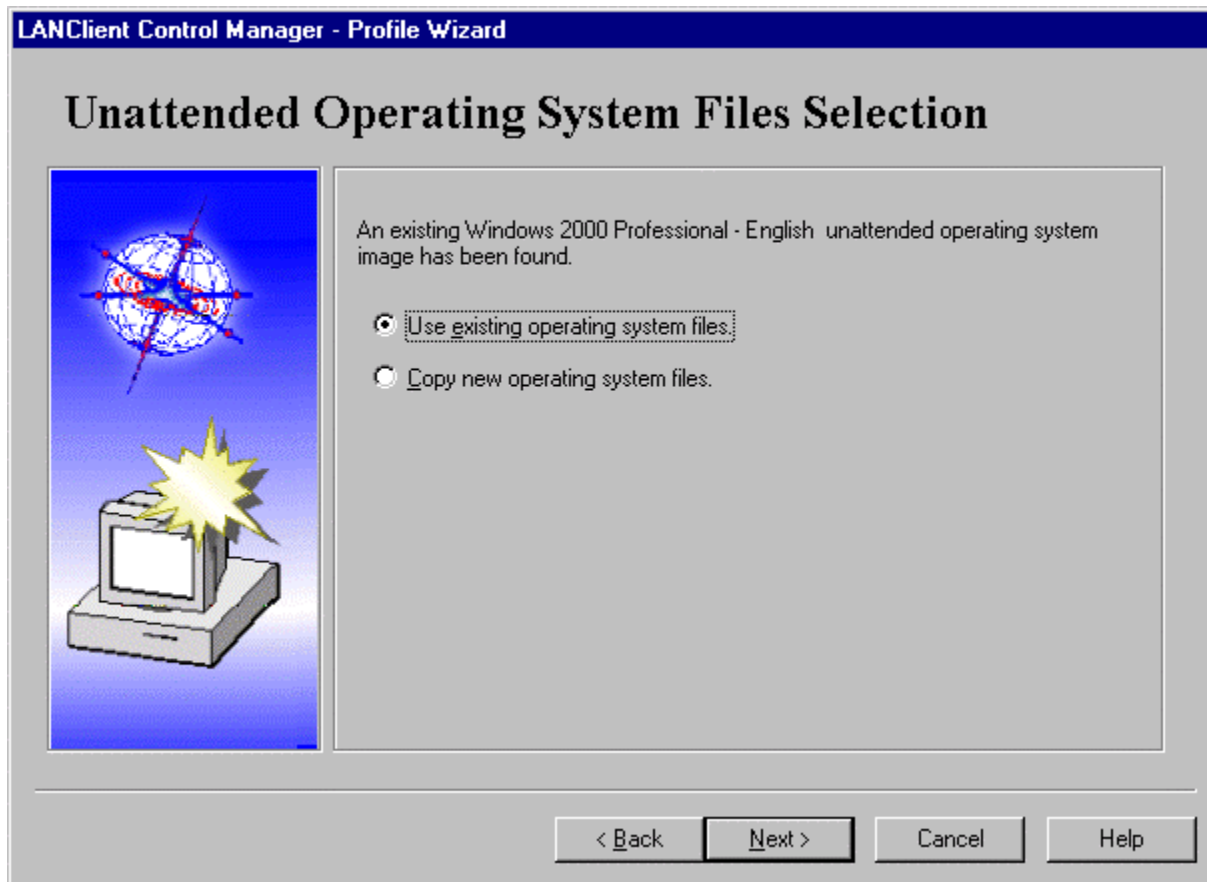 LANClient Control Manager - Profile Wizard
Unattended Operating System Files Selection
An existing Windows 2000 Professional - English  unattended operating system
image has been found.
Use existing operating system files.
Copy new operating system files.
< Back
Next >
Cancel
Help